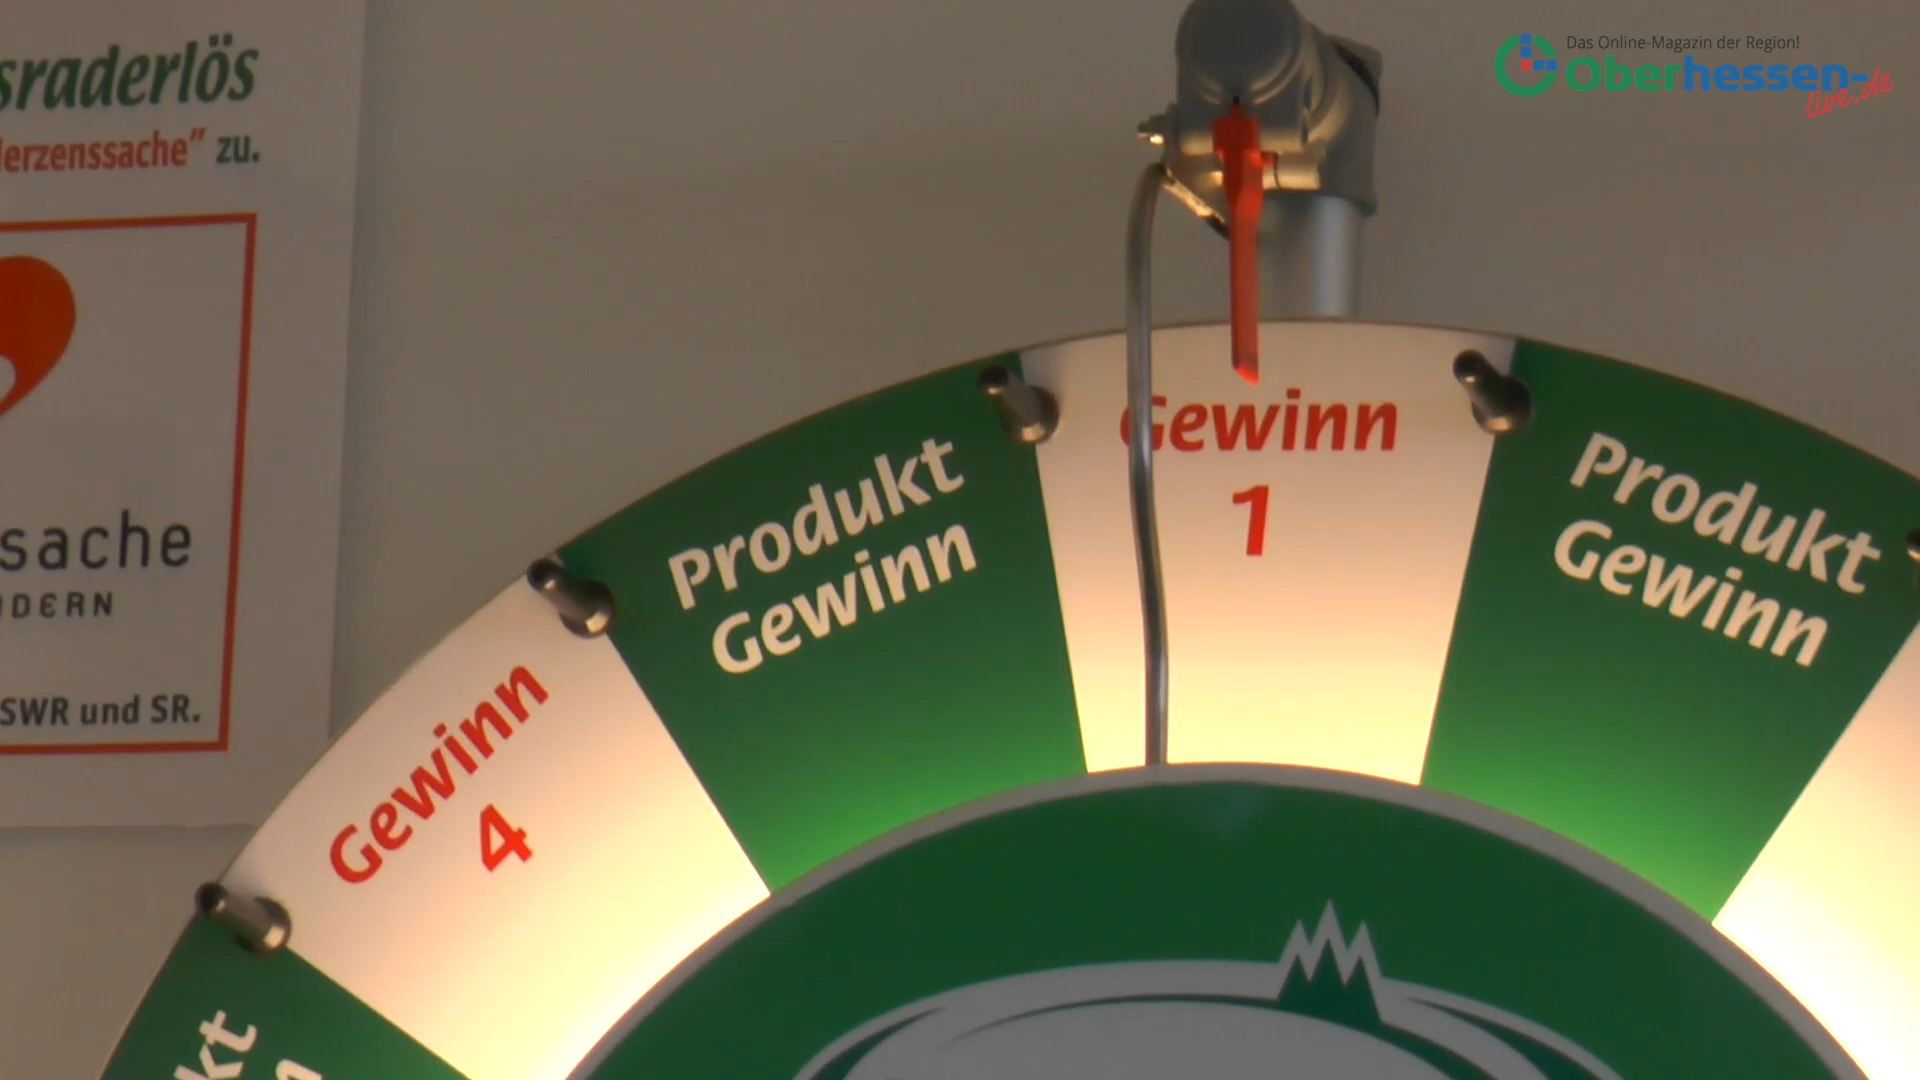 sraderlös
erzenssache” zu.
sache
DERN
SWR und SR.
Das Online-Magazin der Region!
Oberhessen-
live.de
Gewinn
4
Produkt
Gewinn
Gewinn
1
Produkt
Gewinn
kt